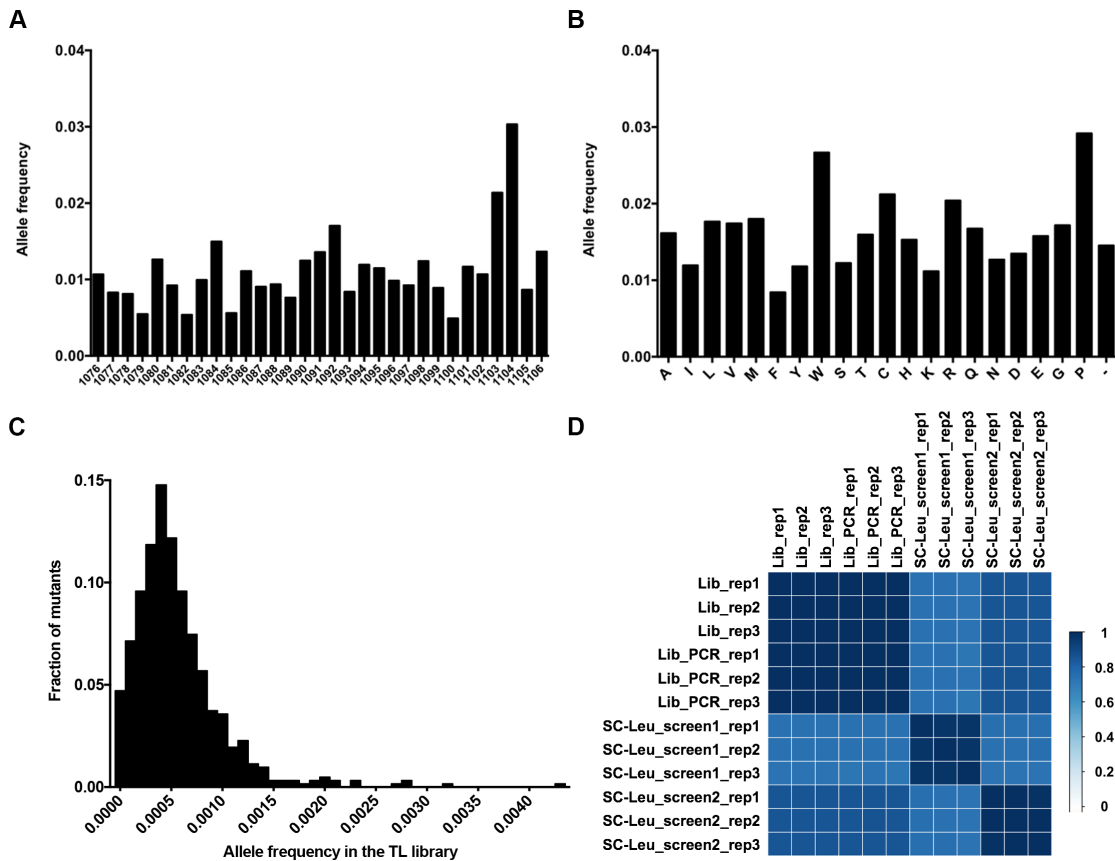 A
0.04
0.03
0.02
0.01
0.00
Allele frequency
1076
1077
1078
1079
1080
1081
1082
1083
1084
1085
1086
1087
1088
1089
1090
1091
1092
1093
1094
1095
1096
1097
1098
1099
1100
1101
1102
1103
1104
1105
1106
B
0.04
0.03
0.02
0.01
0.00
Allele frequency
A
I
L
V
M
F
Y
W
S
T
C
H
K
R
Q
N
D
E
G
P
-
C
0.15
0.10
0.05
0.00
Fraction of mutants
0.0000
0.0005
0.0010
0.0015
0.0020
0.0025
0.0030
0.0035
0.0040
Allele frequency in the TL library
D
Lib_rep1
Lib_rep2
Lib_rep3
Lib_PCR_rep1
Lib_PCR_rep2
Lib_PCR_rep3
SC-Leu_screen1_rep1
SC-Leu_screen1_rep2
SC-Leu_screen1_rep3
SC-Leu_screen2_rep1
SC-Leu_screen2_rep2
SC-Leu_screen2_rep3
Lib_rep1
Lib_rep2
Lib_rep3
Lib_PCR_rep1
Lib_PCR_rep2
Lib_PCR_rep3
SC-Leu_screen1_rep1
SC-Leu_screen1_rep2
SC-Leu_screen1_rep3
SC-Leu_screen2_rep1
SC-Leu_screen2_rep2
SC-Leu_screen2_rep3
1
0.8
0.6
0.4
0.2
0